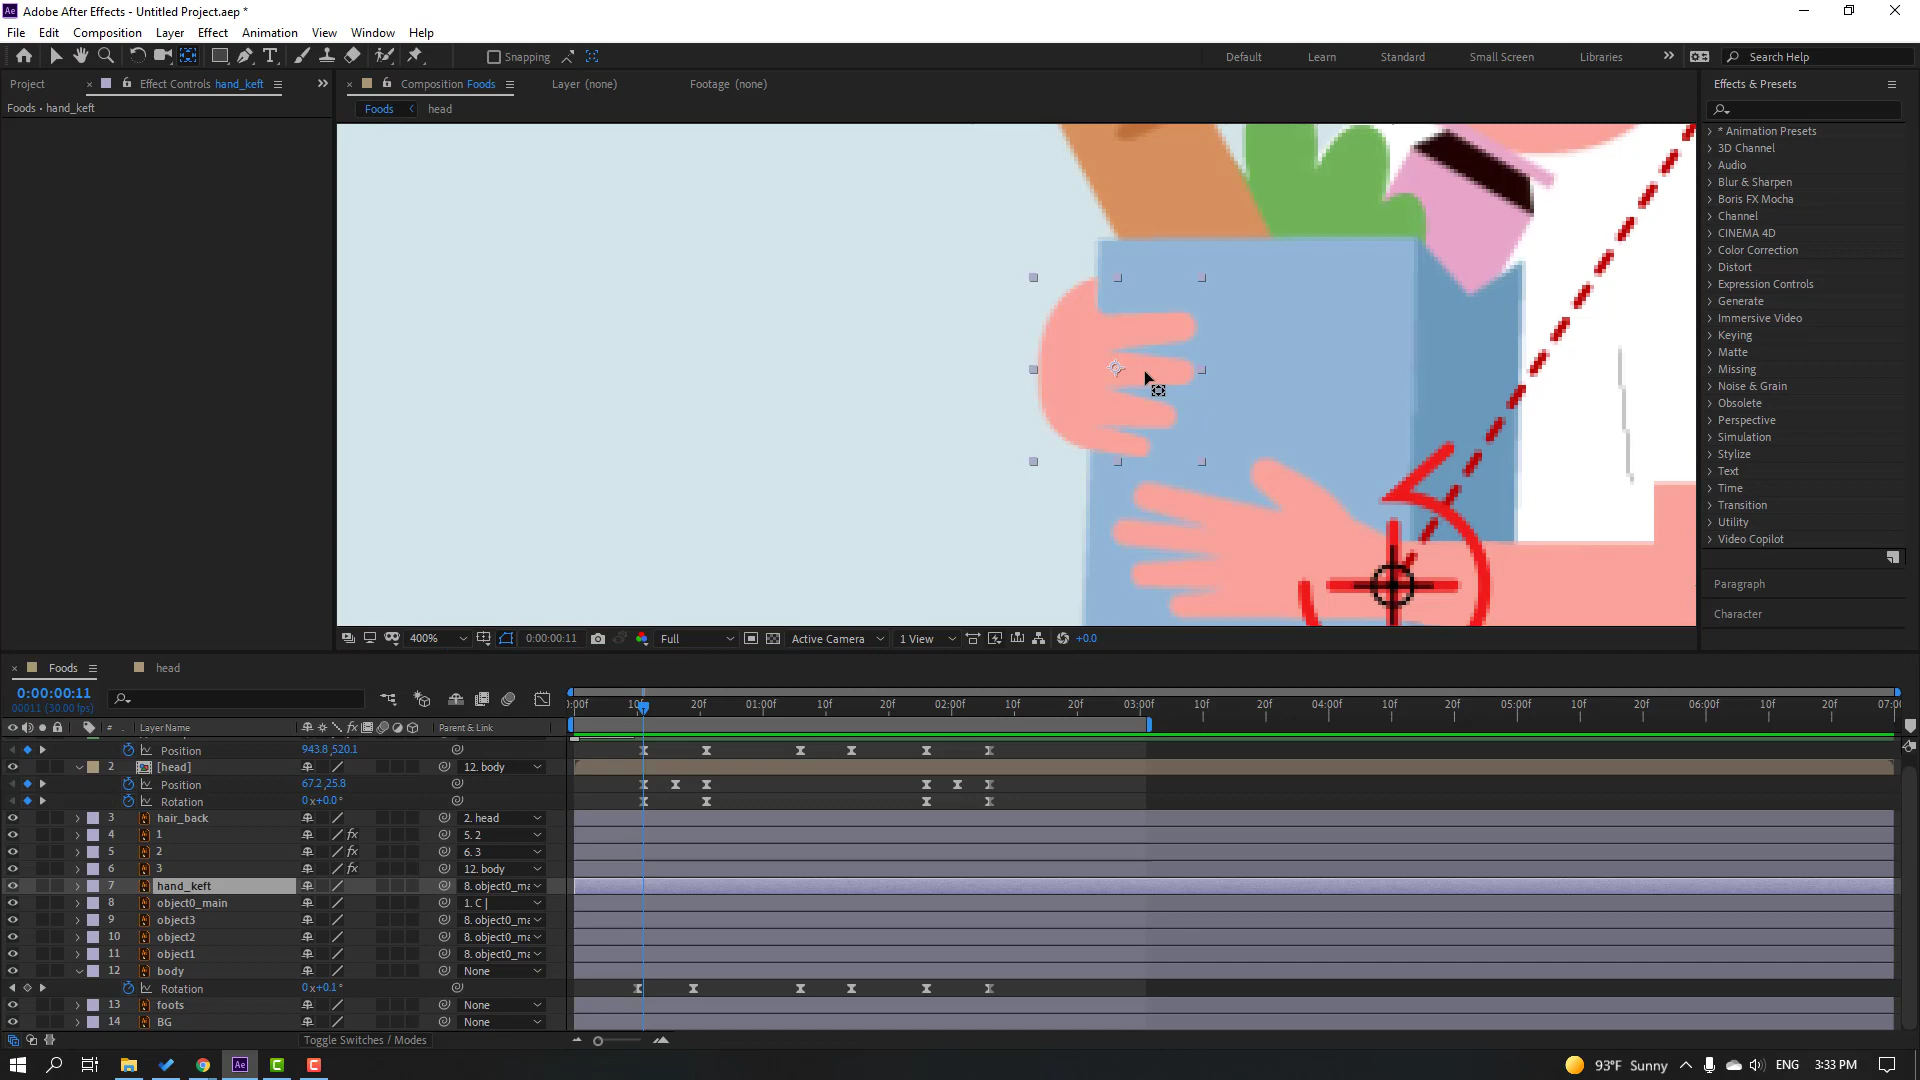 Adobe After Effects - Untitled Project.aep *
File Edit Composition Layer Effect Animation View Window Help
Snapping
Default Learn Standard Small Screen Libraries
Search Help
Project
Effect Controls hand_keft
Composition Foods
Layer (none)
Footage (none)
Effects & Presets
Foods • hand_keft
Foods head
* Animation Presets
3D Channel
Audio
Blur & Sharpen
Boris FX Mocha
Channel
CINEMA 4D
Color Correction
Distort
Expression Controls
Generate
Immersive Video
Keying
Matte
Missing
Noise & Grain
Obsolete
Perspective
Simulation
Stylize
Text
Time
Transition
Utility
Video Copilot
Paragraph
Character
400% 0:00:00:11 Full Active Camera 1 View +0.0
Foods head
0:00:00:11
00011 (30.00 fps)
0:00f 10f 20f 01:00f 10f 20f 02:00f 10f 20f 03:00f 10f 20f 04:00f 10f 20f 05:00f 10f 20f 06:00f 10f 20f 07:00
# Layer Name fx Parent & Link
Position 943.8,520.1
2 [head] 12. body
Position 67.2,25.8
Rotation 0x+0.0°
3 hair_back 2. head
4 1 fx 5. 2
5 2 fx 6. 3
6 3 fx 12. body
7 hand_keft 8. object0_ma
8 object0_main 1. C |
9 object3 8. object0_ma
10 object2 8. object0_ma
11 object1 8. object0_ma
12 body None
Rotation 0x+0.1°
13 foots None
14 BG None
Toggle Switches / Modes
93°F Sunny ENG 3:33 PM